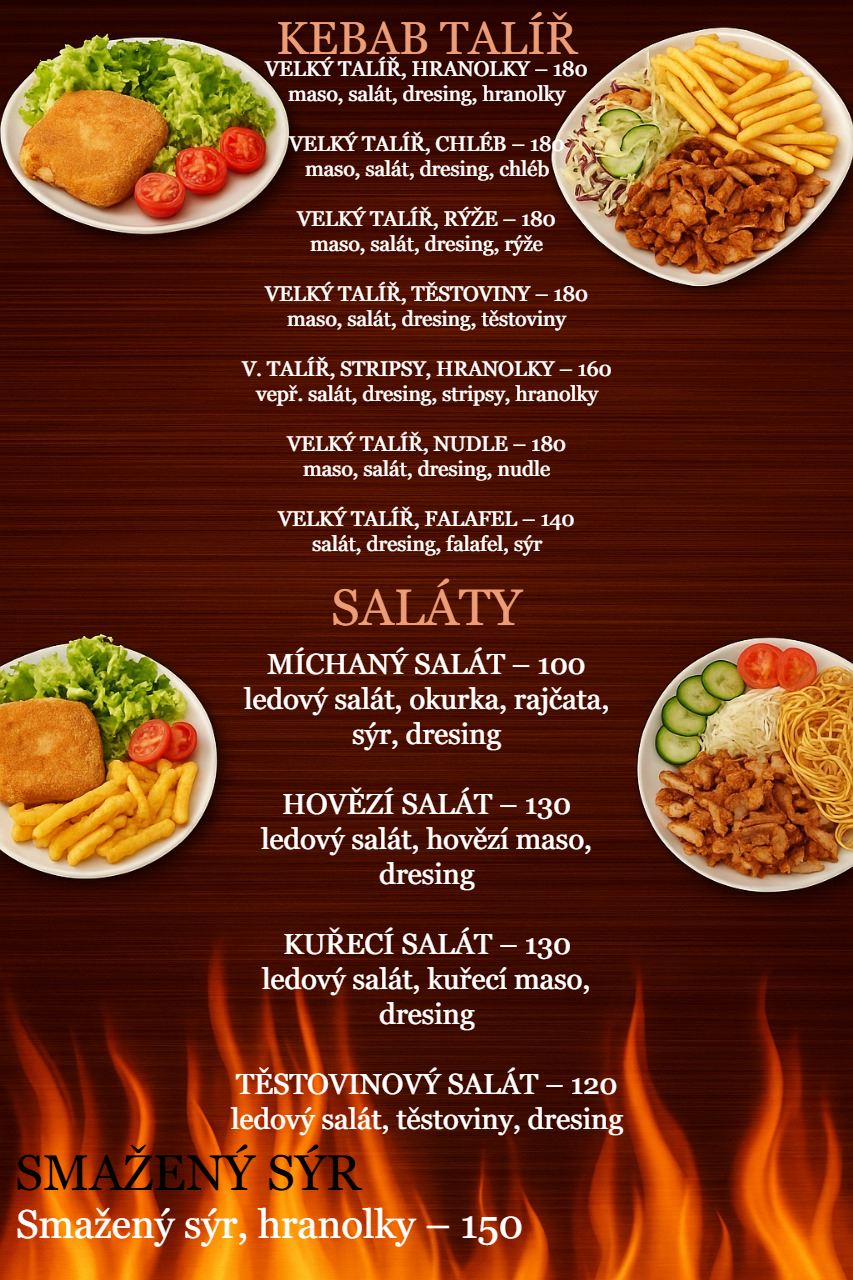 KEBAB TALÍŘ
VELKÝ TALÍŘ, HRANOLKY – 180
maso, salát, dresing, hranolky
VELKÝ TALÍŘ, CHLÉB – 180
maso, salát, dresing, chléb
VELKÝ TALÍŘ, RÝŽE – 180
maso, salát, dresing, rýže
VELKÝ TALÍŘ, TĚSTOVINY – 180
maso, salát, dresing, těstoviny
V. TALÍŘ, STRIPSY, HRANOLKY – 160
vepř. salát, dresing, stripsy, hranolky
VELKÝ TALÍŘ, NUDLE – 180
maso, salát, dresing, nudle
VELKÝ TALÍŘ, FALAFEL – 140
salát, dresing, falafel, sýr
SALÁTY
MÍCHANÝ SALÁT – 100
ledový salát, okurka, rajčata,
sýr, dresing
HOVĚZÍ SALÁT – 130
ledový salát, hovězí maso,
dresing
KUŘECÍ SALÁT – 130
ledový salát, kuřecí maso,
dresing
TĚSTOVINOVÝ SALÁT – 120
ledový salát, těstoviny, dresing
SMAŽENÝ SÝR
Smažený sýr, hranolky – 150